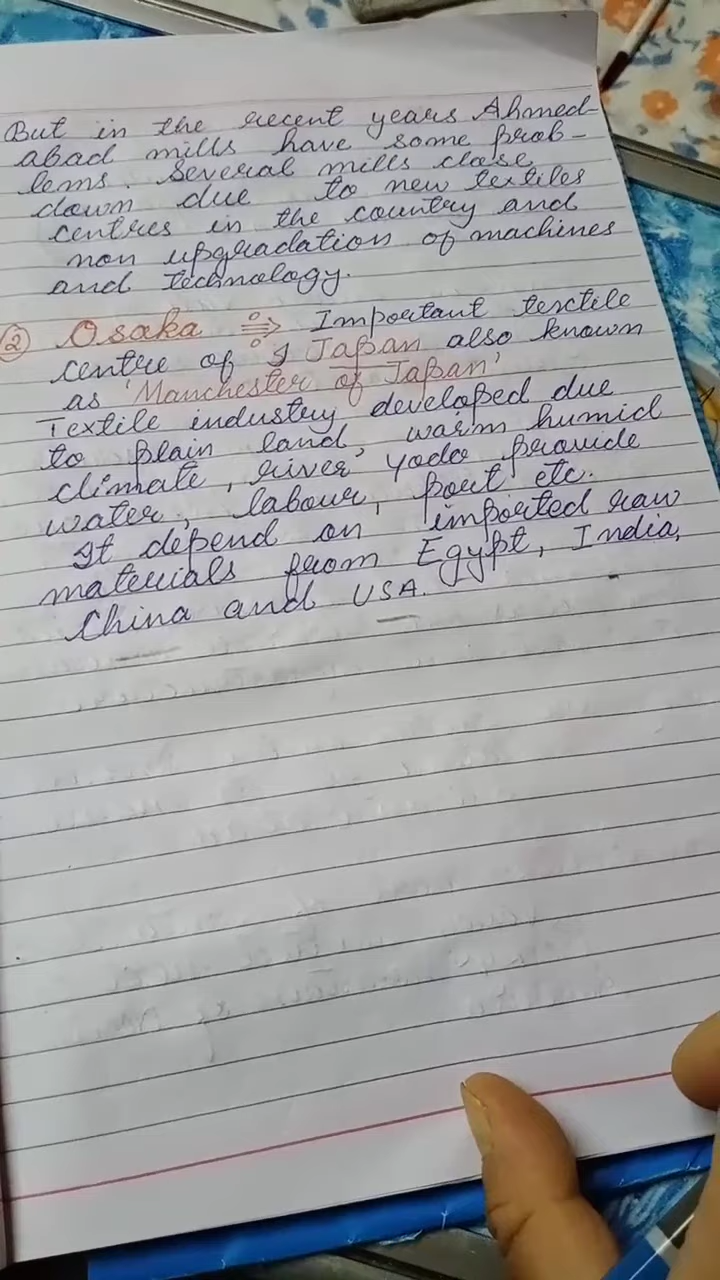 But in the recent years Ahmed-
abad mills have some prob-
lems. Several mills close
down due to new textiles
centres in the country and
non upgradation of machines
and technology.
② Osaka ⇒ Important textile
centre of Japan also known
as 'Manchester of Japan'
Textile industry developed due
to plain land, warm humid
climate, river Yodo provide
water, labour, port etc.
It depend on imported raw
materials from Egypt, India,
China and USA.